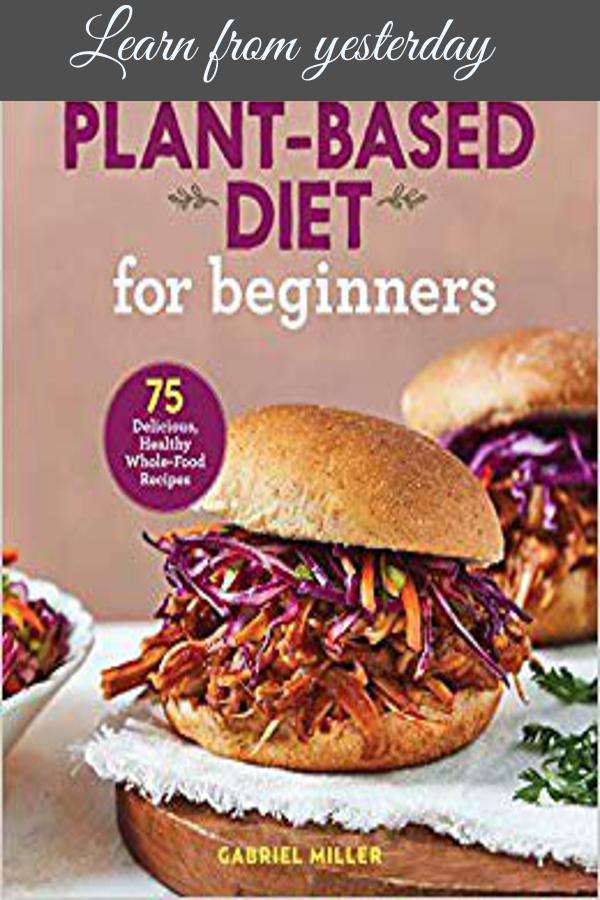 Learn from yesterday
PLANT-BASED
DIET
for beginners
75
Delicious,
Healthy
Whole-Food
Recipes
GABRIEL MILLER